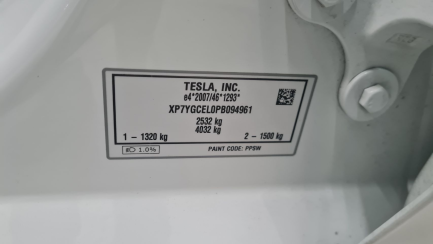 TESLA, INC.
e4*2007/46*1293*
XP7YGCEL0PB094961
2532 kg
4032 kg
1 - 1320 kg 2 - 1500 kg
1.0% PAINT CODE: PPSW